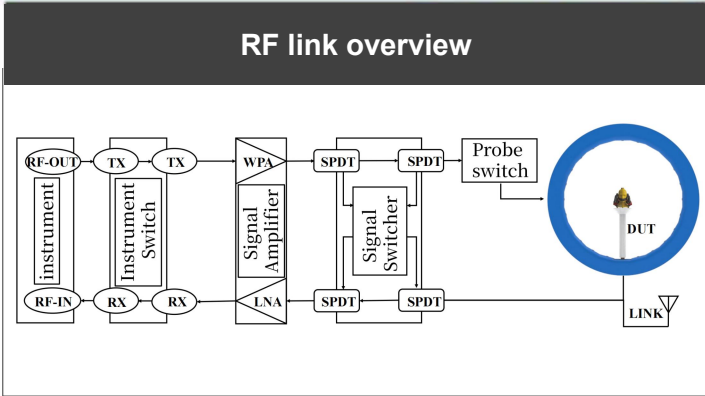 RF link overview
RF-OUT
TX
TX
WPA
SPDT
SPDT
Probe
switch
instrument
Instrument
Switch
Signal
Amplifier
Signal
Switcher
DUT
RF-IN
RX
RX
LNA
SPDT
SPDT
LINK